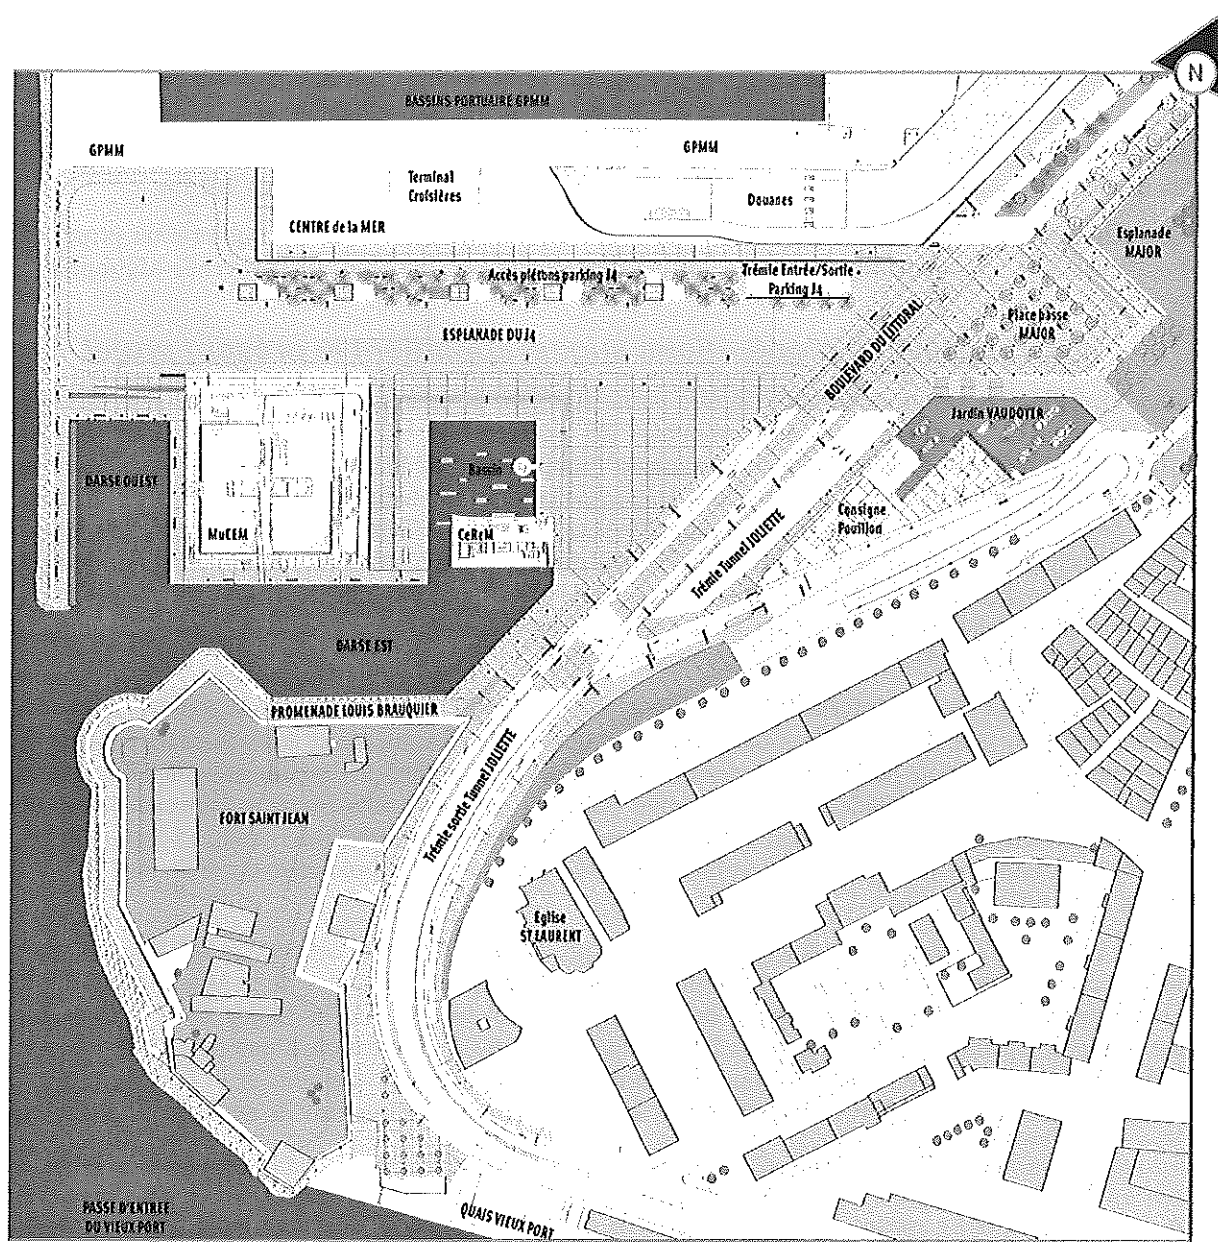 N
BASSINS PORTUAIRE GPMM
GPMM
GPMM
Terminal
Croisières
Douanes
CENTRE de la MER
Esplanade
MAJOR
Accès piétons parking J4
Trémie Entrée/Sortie
Parking J4
Place basse
MAJOR
ESPLANADE DU J4
BOULEVARD DU LITTORAL
Jardin VAUDOYER
DARSE OUEST
Bassin
MuCEM
CeReM
Consigne
Pouillon
Trémie Tunnel JOLIETTE
DARSE EST
PROMENADE LOUIS BRAUQUIER
Trémie sortie Tunnel JOLIETTE
FORT SAINT JEAN
Eglise
ST LAURENT
PASSE D'ENTREE
DU VIEUX PORT
QUAIS VIEUX PORT